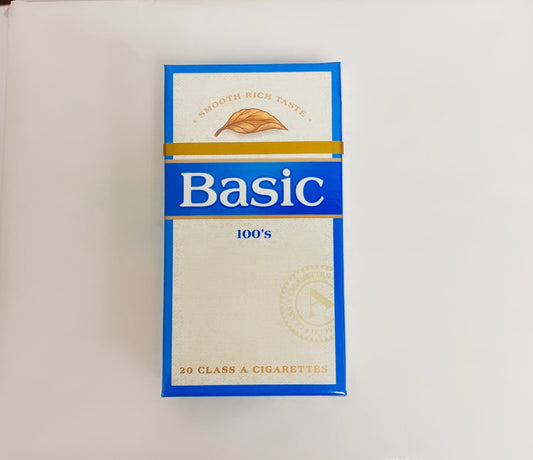 • SMOOTH RICH TASTE •
Basic
100's
20 CLASS A CIGARETTES